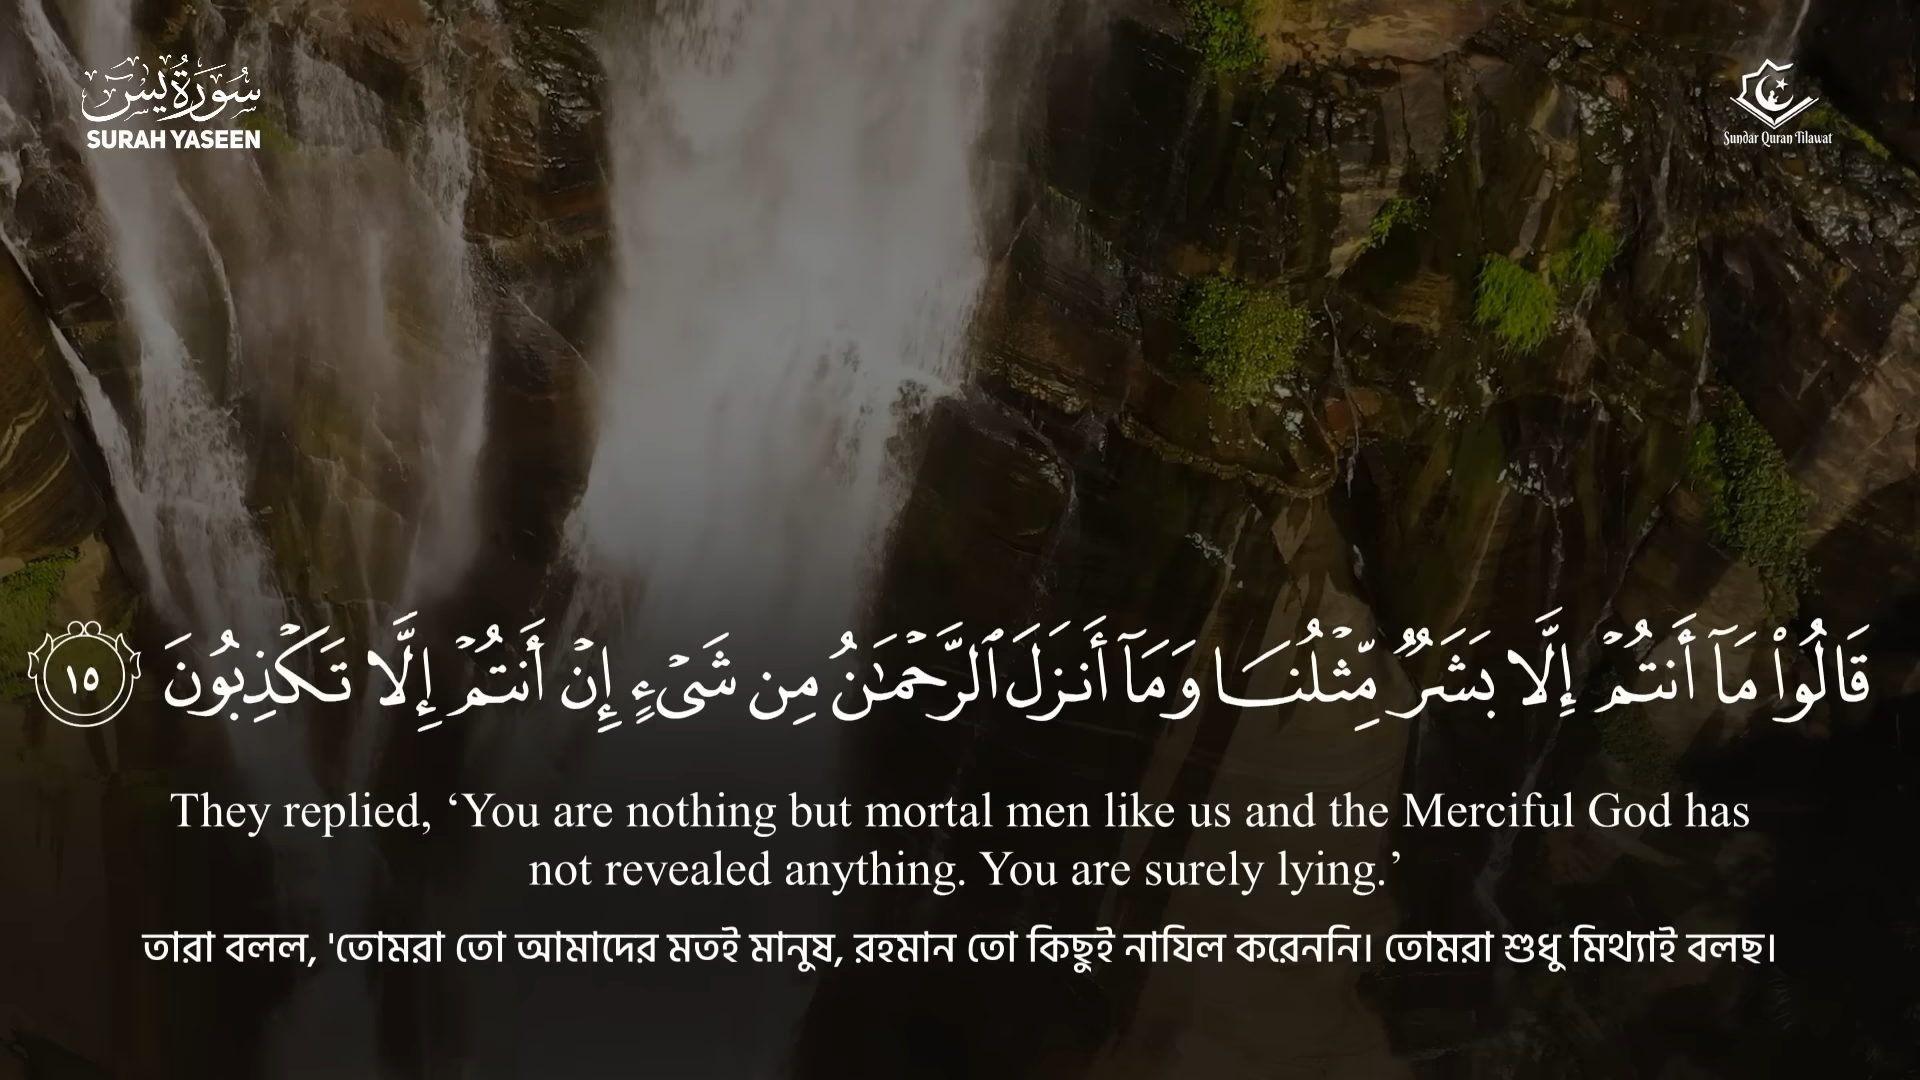 سُورَةُ يسٓ
SURAH YASEEN
Sundar Quran Tilawat
قَالُوا۟ مَآ أَنتُمْ إِلَّا بَشَرٌۭ مِّثْلُنَا وَمَآ أَنزَلَ ٱلرَّحْمَـٰنُ مِن شَىْءٍ إِنْ أَنتُمْ إِلَّا تَكْذِبُونَ ١٥
They replied, ‘You are nothing but mortal men like us and the Merciful God has
not revealed anything. You are surely lying.’
তারা বলল, 'তোমরা তো আমাদের মতই মানুষ, রহমান তো কিছুই নাযিল করেননি। তোমরা শুধু মিথ্যাই বলছ।